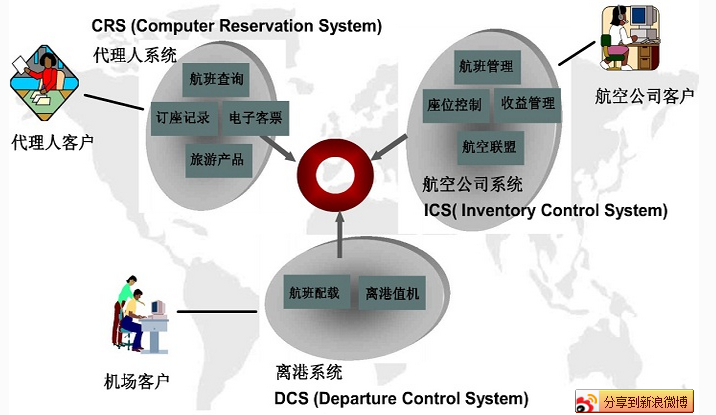 CRS (Computer Reservation System)
代理人系统
航班查询
订座记录
电子客票
旅游产品
代理人客户
航班管理
座位控制
收益管理
航空联盟
航空公司客户
航空公司系统
ICS( Inventory Control System)
航班配载
离港值机
机场客户
离港系统
DCS (Departure Control System)
分享到新浪微博